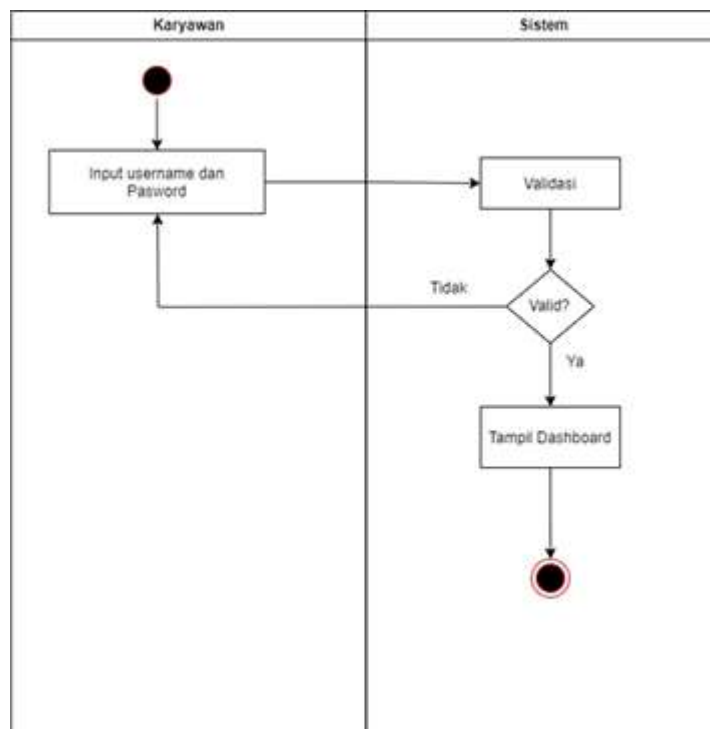 Karyawan
Sistem
Input username dan
Pasword
Validasi
Tidak
Valid?
Ya
Tampil Dashboard